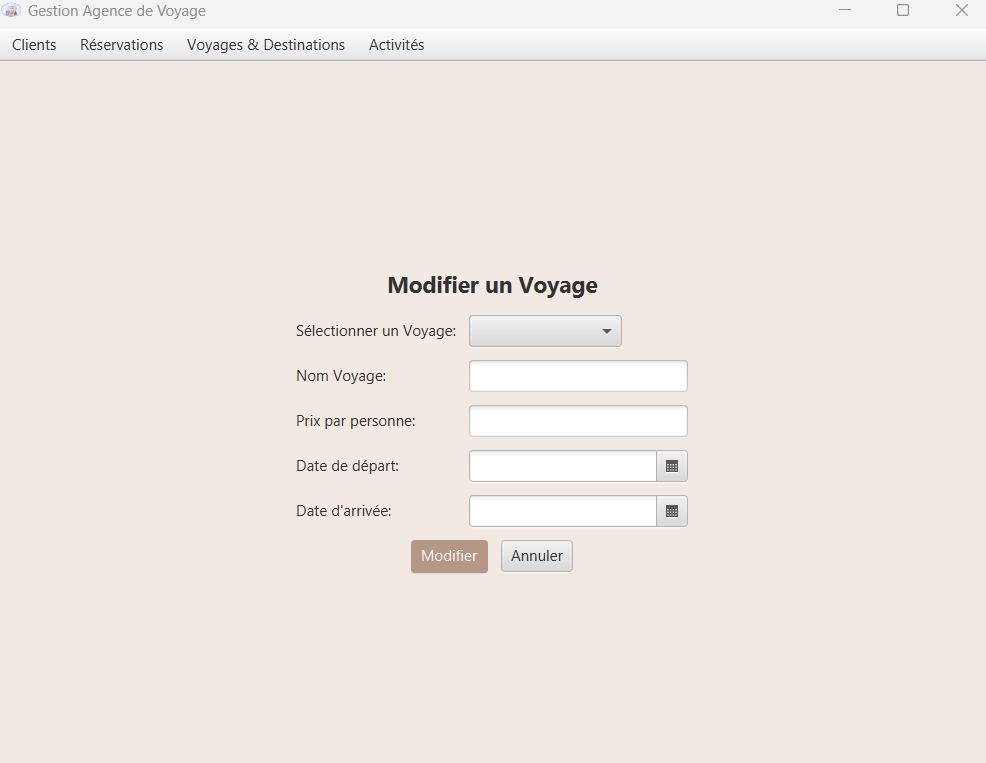 Gestion Agence de Voyage
Clients Réservations Voyages & Destinations Activités
Modifier un Voyage
Sélectionner un Voyage:
Nom Voyage:
Prix par personne:
Date de départ:
Date d'arrivée:
Modifier Annuler